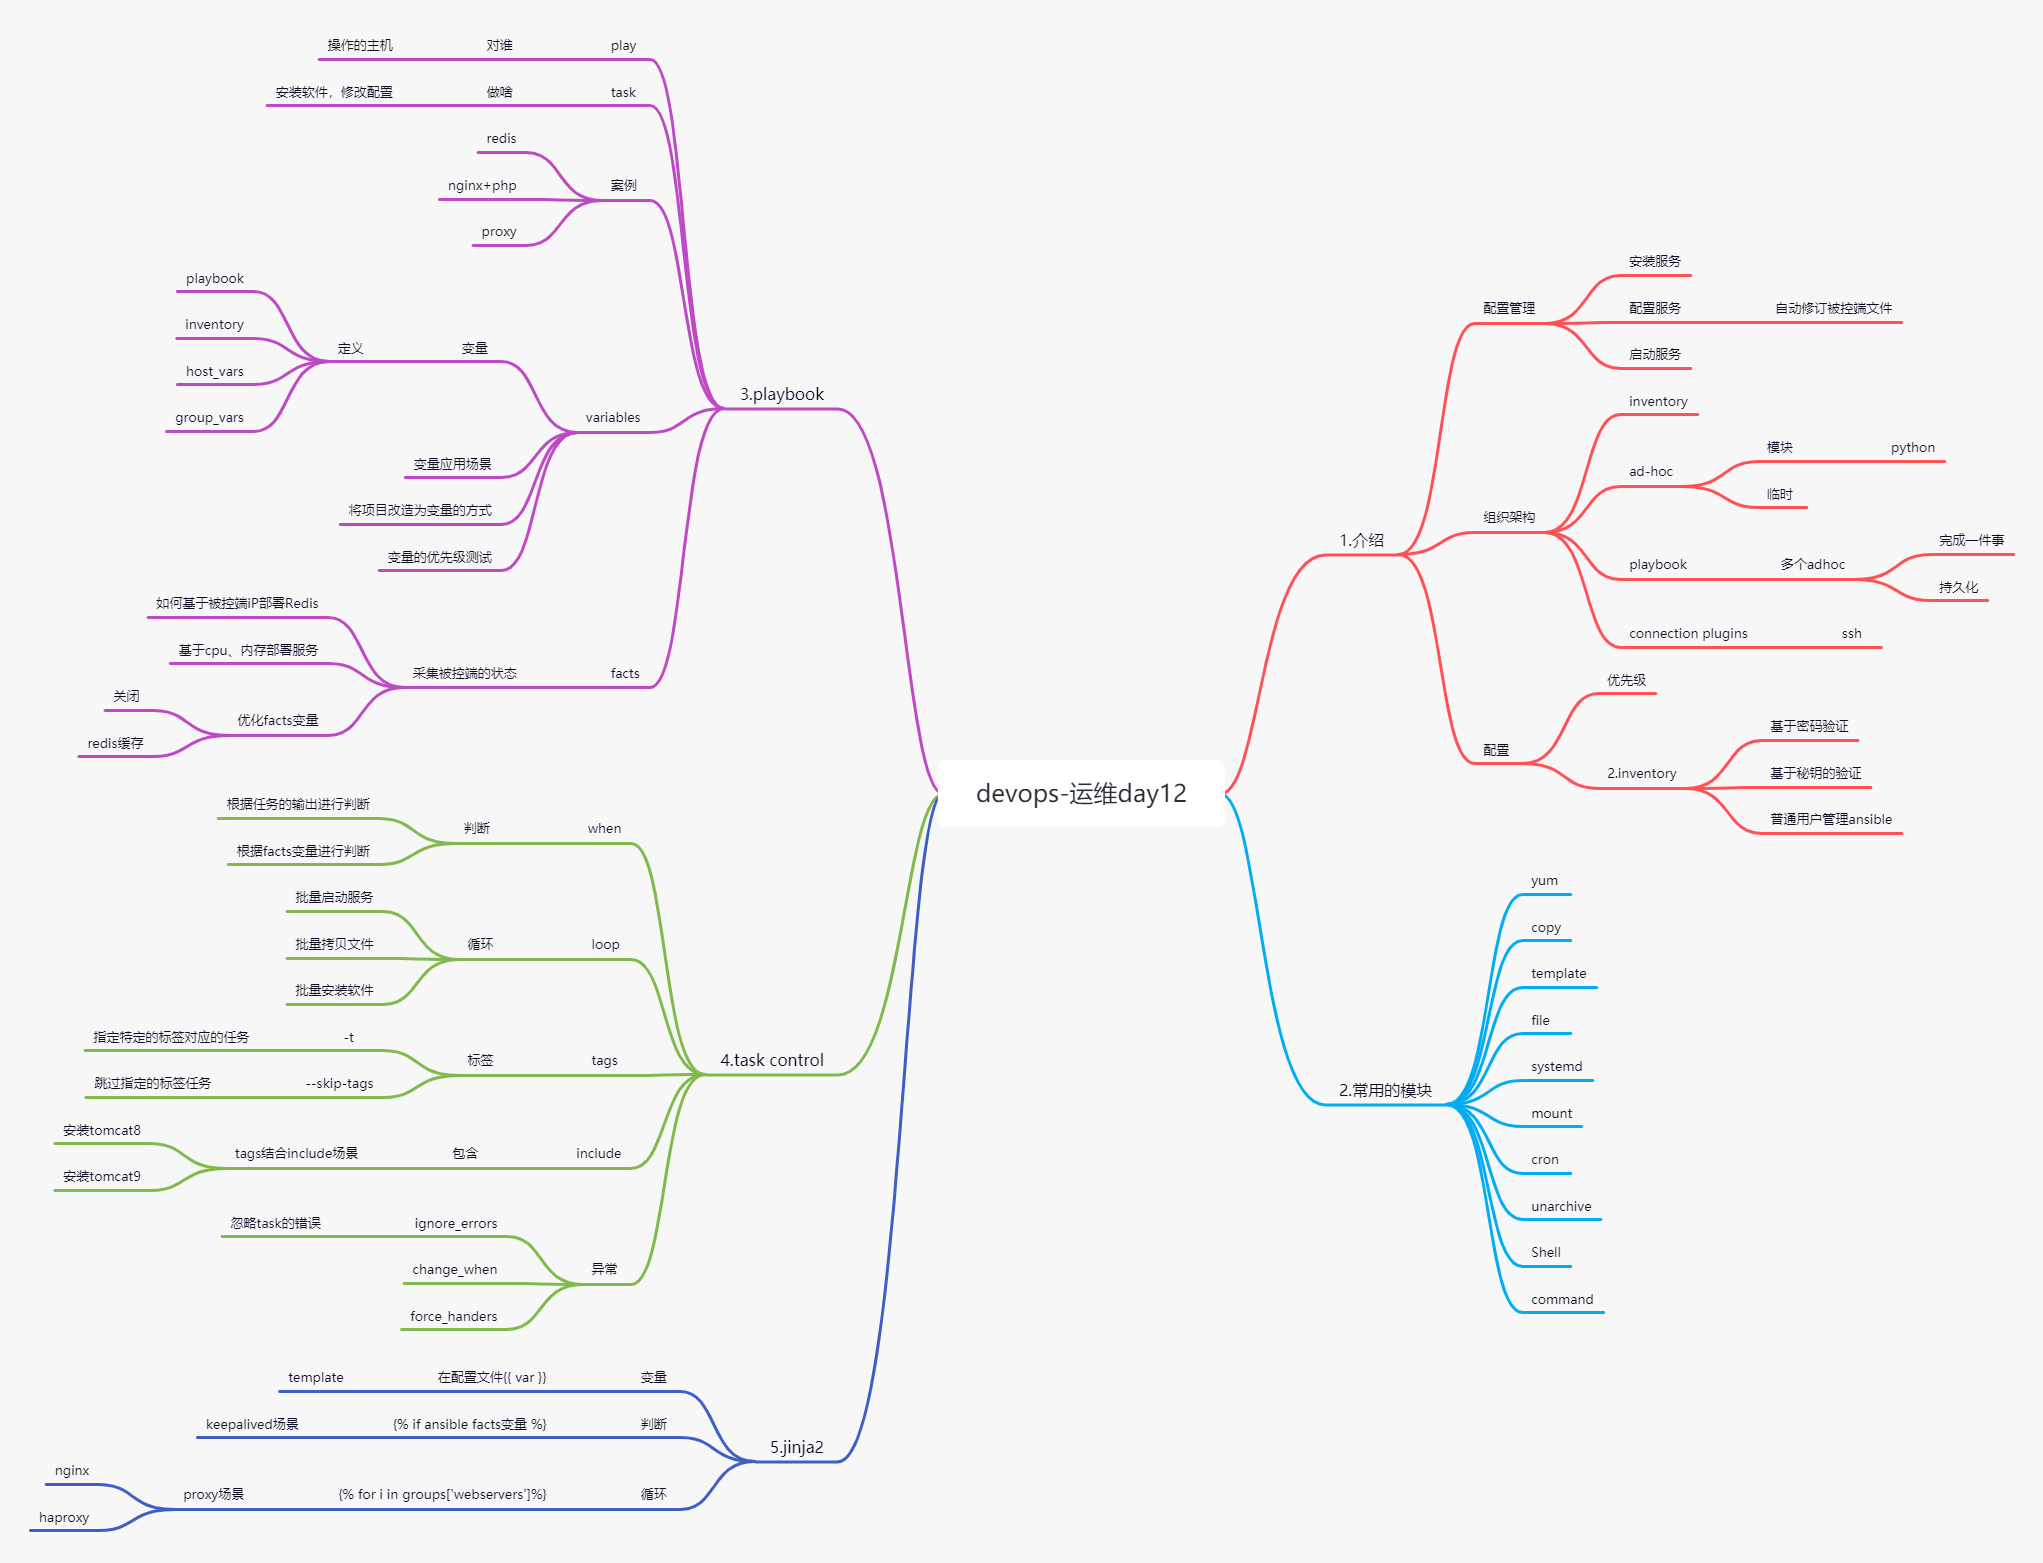 devops-运维day12
1.介绍
配置管理
安装服务
配置服务
自动修订被控端文件
启动服务
组织架构
inventory
ad-hoc
模块
python
临时
playbook
多个adhoc
完成一件事
持久化
connection plugins
ssh
配置
优先级
2.inventory
基于密码验证
基于秘钥的验证
普通用户管理ansible
2.常用的模块
yum
copy
template
file
systemd
mount
cron
unarchive
Shell
command
3.playbook
play
对谁
操作的主机
task
做啥
安装软件，修改配置
案例
redis
nginx+php
proxy
variables
变量
定义
playbook
inventory
host_vars
group_vars
变量应用场景
将项目改造为变量的方式
变量的优先级测试
facts
采集被控端的状态
如何基于被控端iP部署Redis
基于cpu、内存部署服务
优化facts变量
关闭
redis缓存
4.task control
when
判断
根据任务的输出进行判断
根据facts变量进行判断
loop
循环
批量启动服务
批量拷贝文件
批量安装软件
tags
标签
-t
指定特定的标签对应的任务
--skip-tags
跳过指定的标签任务
include
包含
tags结合include场景
安装tomcat8
安装tomcat9
异常
ignore_errors
忽略task的错误
change_when
force_handers
5.jinja2
变量
在配置文件{{ var }}
template
判断
{% if ansible facts变量 %}
keepalived场景
循环
{% for i in groups['webservers']%}
proxy场景
nginx
haproxy